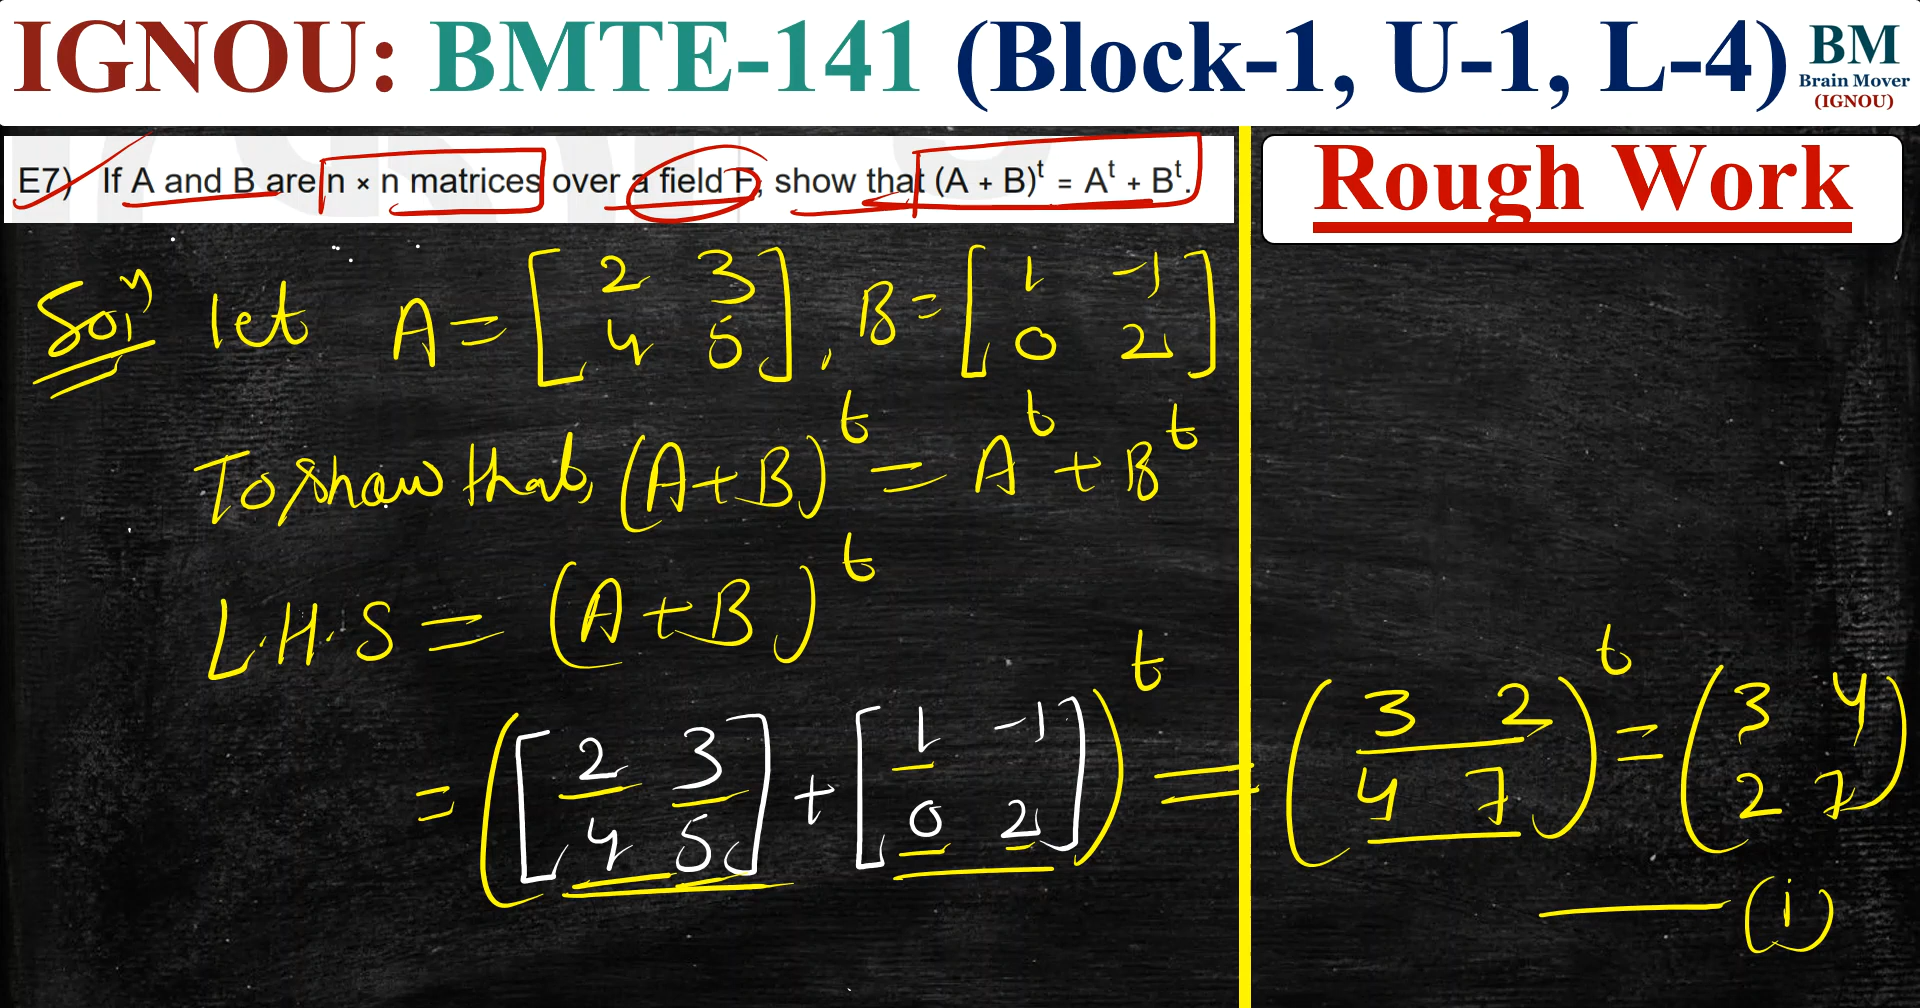 IGNOU: BMTE-141 (Block-1, U-1, L-4)
BM
Brain Mover
(IGNOU)
E7) If A and B are n × n matrices over a field F, show that (A + B)ᵗ = Aᵗ + Bᵗ.
Rough Work
Solⁿ let A = [2 3 4 5], B = [1 -1 0 2]
To show that, (A+B)ᵗ = Aᵗ + Bᵗ
L.H.S = (A+B)ᵗ
= ([2 3 4 5] + [1 -1 0 2])ᵗ = (3 2 4 7)ᵗ = (3 4 2 7)
(i)